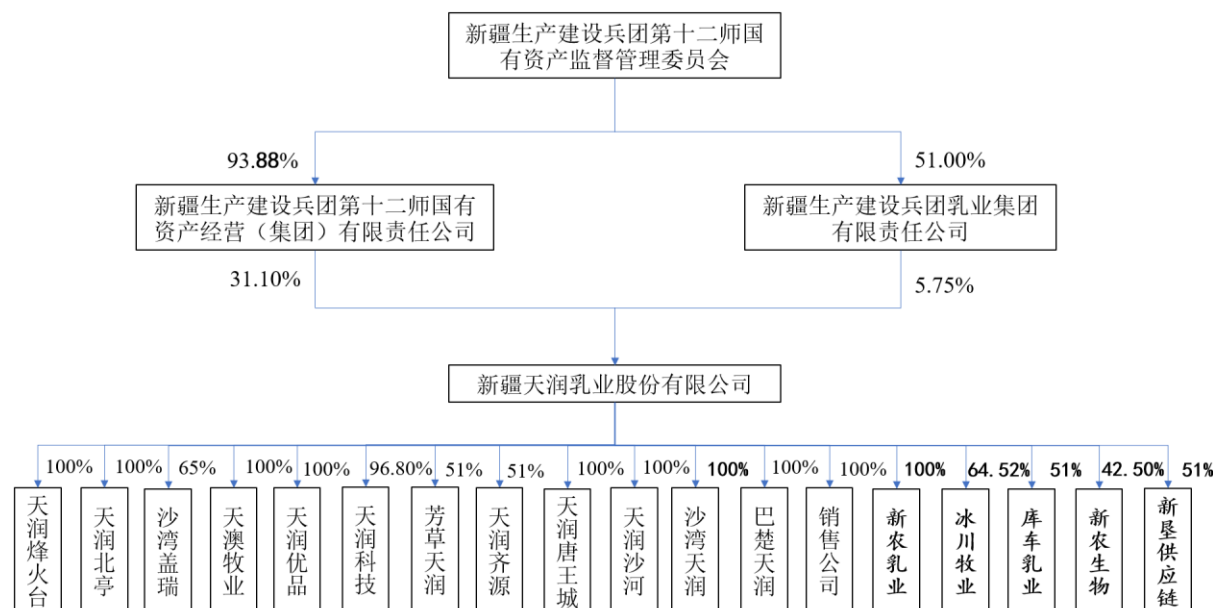 新疆生产建设兵团第十二师国
有资产监督管理委员会
93.88%
51.00%
新疆生产建设兵团第十二师国有
资产经营（集团）有限责任公司
新疆生产建设兵团乳业集团
有限责任公司
31.10%
5.75%
新疆天润乳业股份有限公司
100%
100%
65%
100%
100%
96.80%
51%
51%
100%
100%
100%
100%
100%
100%
64.52%
51%
42.50%
51%
天润烽火台
天润北亭
沙湾盖瑞
天澳牧业
天润优品
天润科技
芳草天润
天润齐源
天润唐王城
天润沙河
沙湾天润
巴楚天润
销售公司
新农乳业
冰川牧业
库车乳业
新农生物
新垦供应链